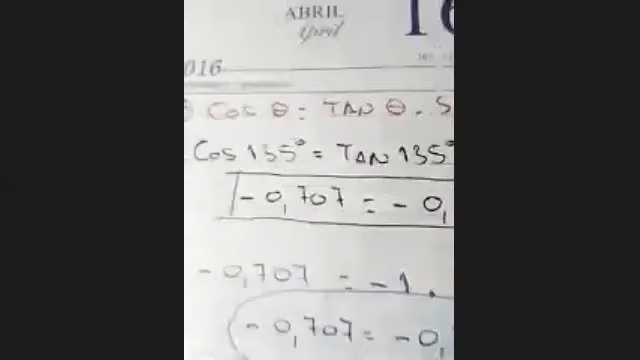 ABRIL
April
016
Cos θ = TAN θ . S
Cos 135° = TAN 135°
- 0,707 = - 0,
- 0,707 = - 1 .
- 0,707 = - 0,